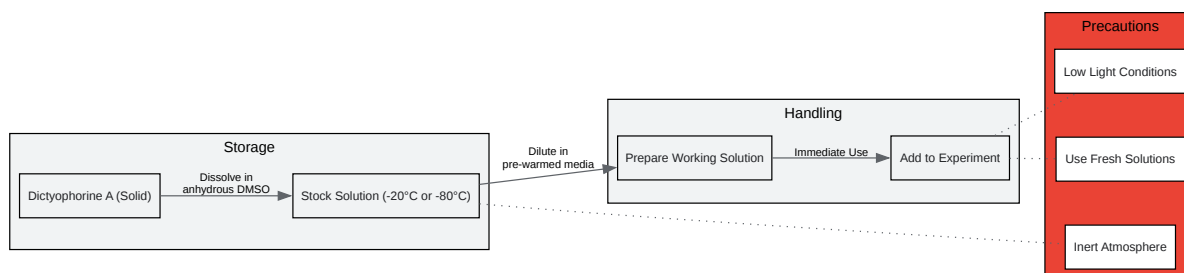 Precautions
Low Light Conditions
Handling
Storage
Dilute in
pre-warmed media
Prepare Working Solution
Immediate Use
Add to Experiment
Use Fresh Solutions
Dictyophorine A (Solid)
Dissolve in
anhydrous DMSO
Stock Solution (-20°C or -80°C)
Inert Atmosphere